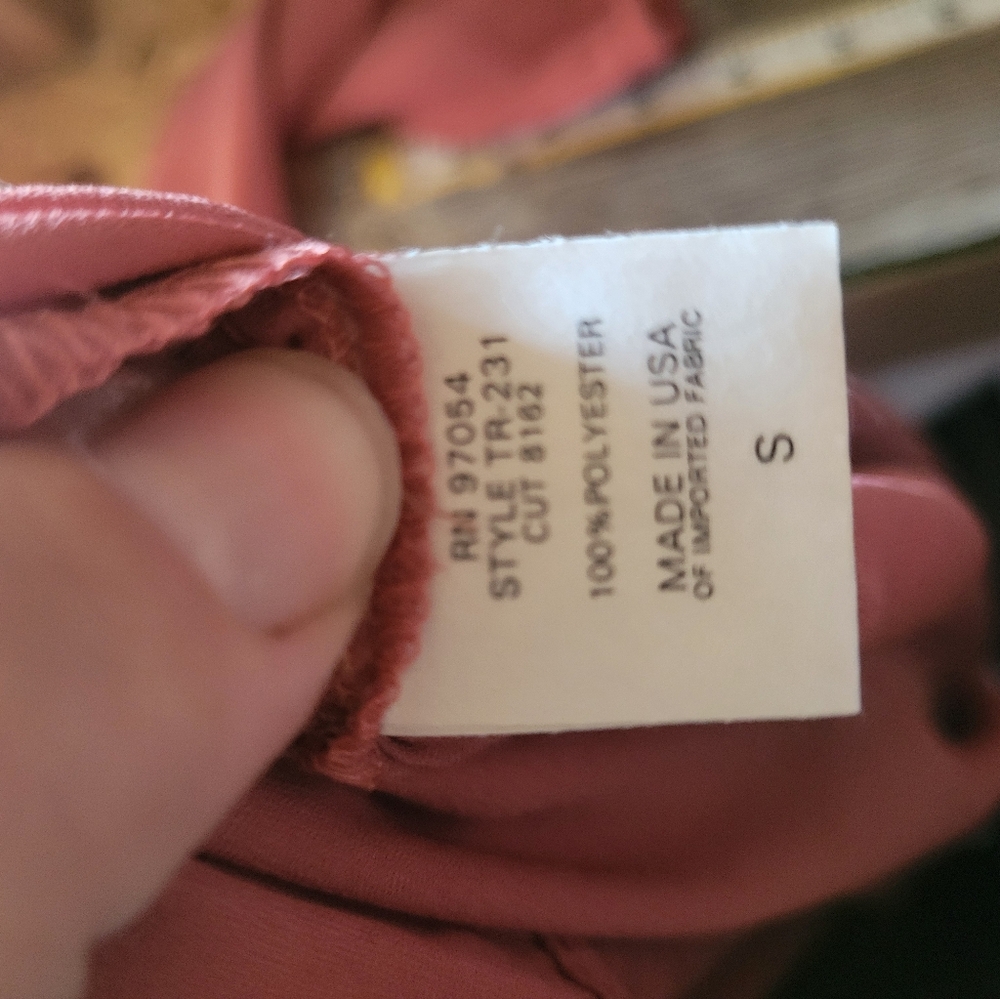 RN 97054
STYLE TR-231
CUT 8162
100%POLYESTER
MADE IN USA
OF IMPORTED FABRIC
S